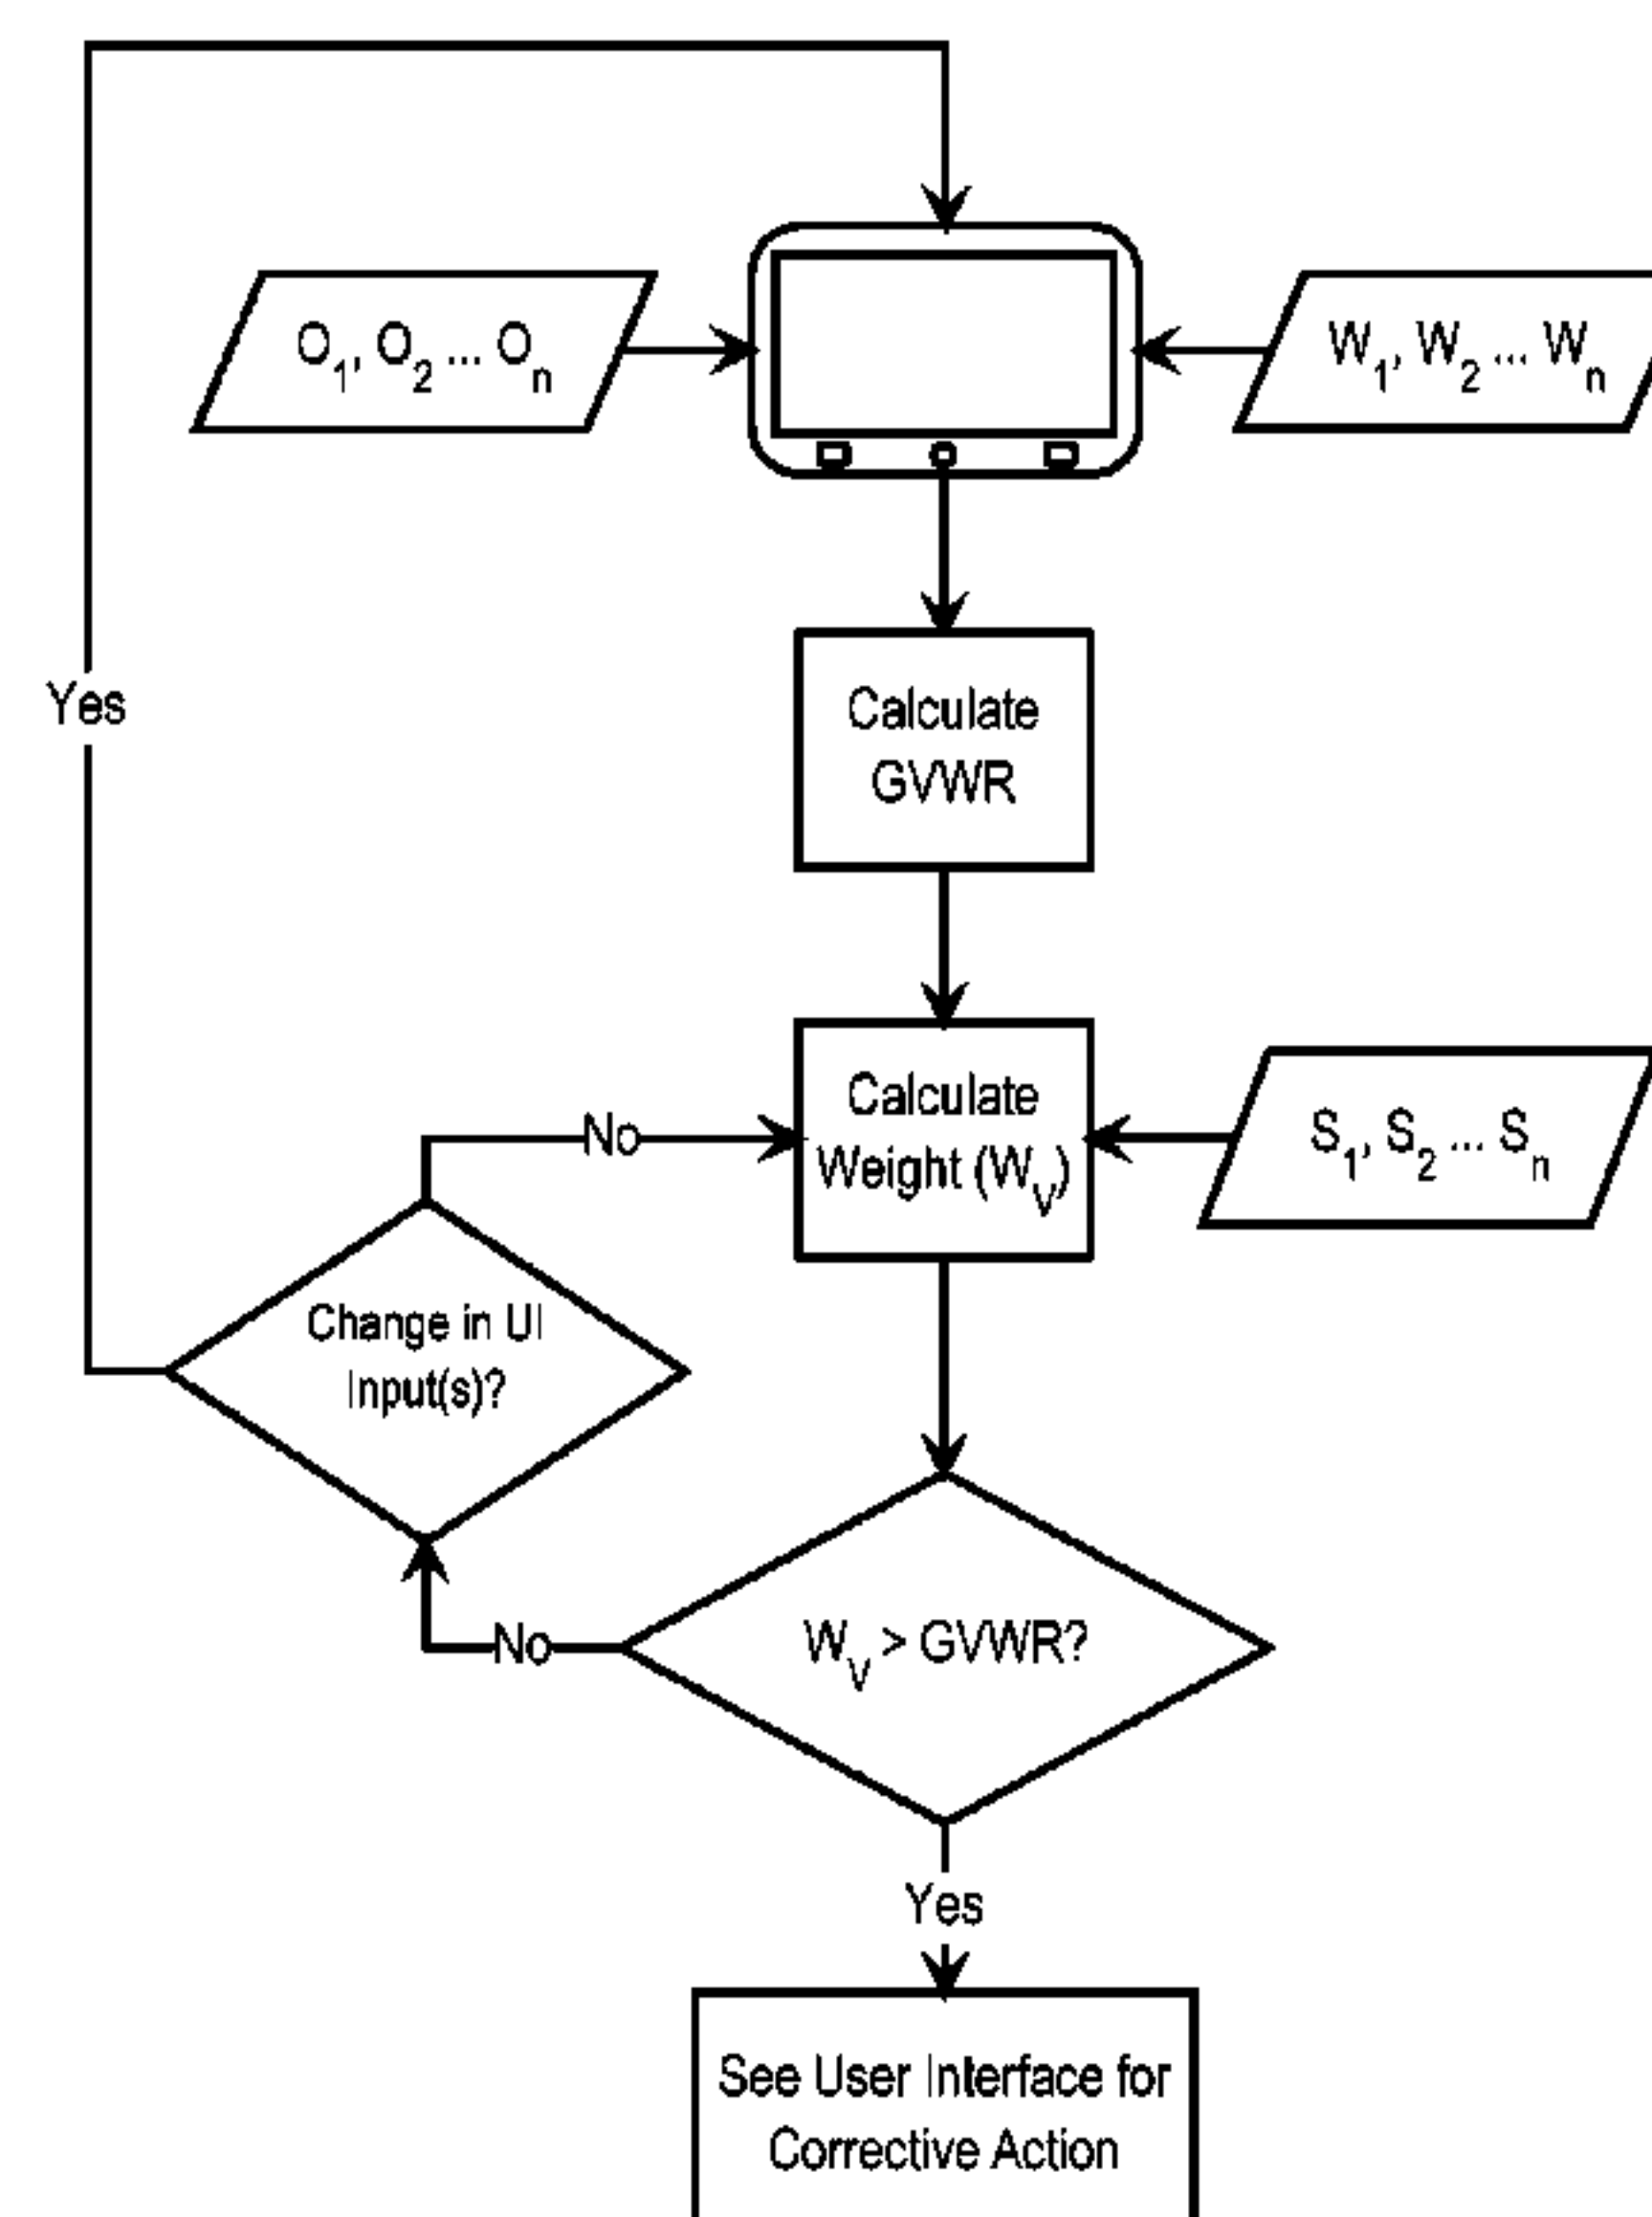 O1, O2 ... On
W1, W2 ... Wn
Yes
Calculate
GVWR
Calculate
Weight (WV)
No
S1, S2 ... Sn
Change in UI
Input(s)?
No
WV > GVWR?
Yes
See User Interface for
Corrective Action